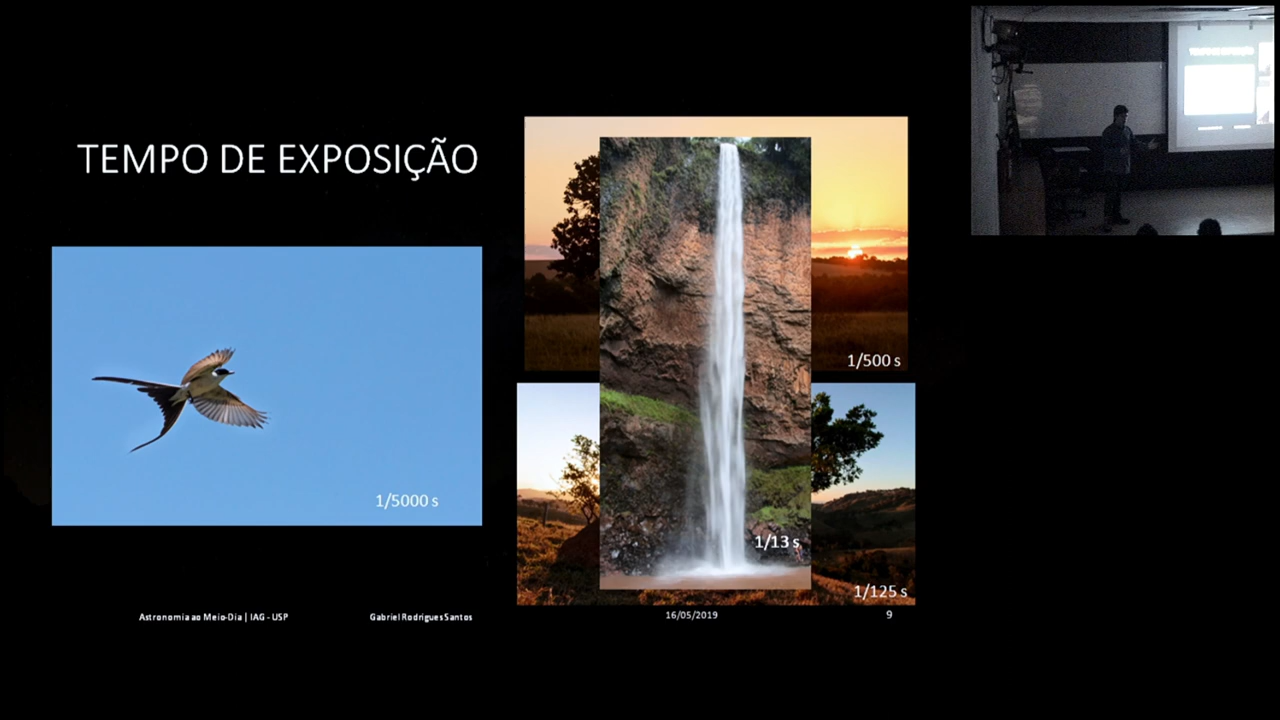 TEMPO DE EXPOSIÇÃO
1/5000 s
1/500 s
1/13 s
1/125 s
Astronomia ao Meio-Dia | IAG - USP
Gabriel Rodrigues Santos
16/05/2019
9